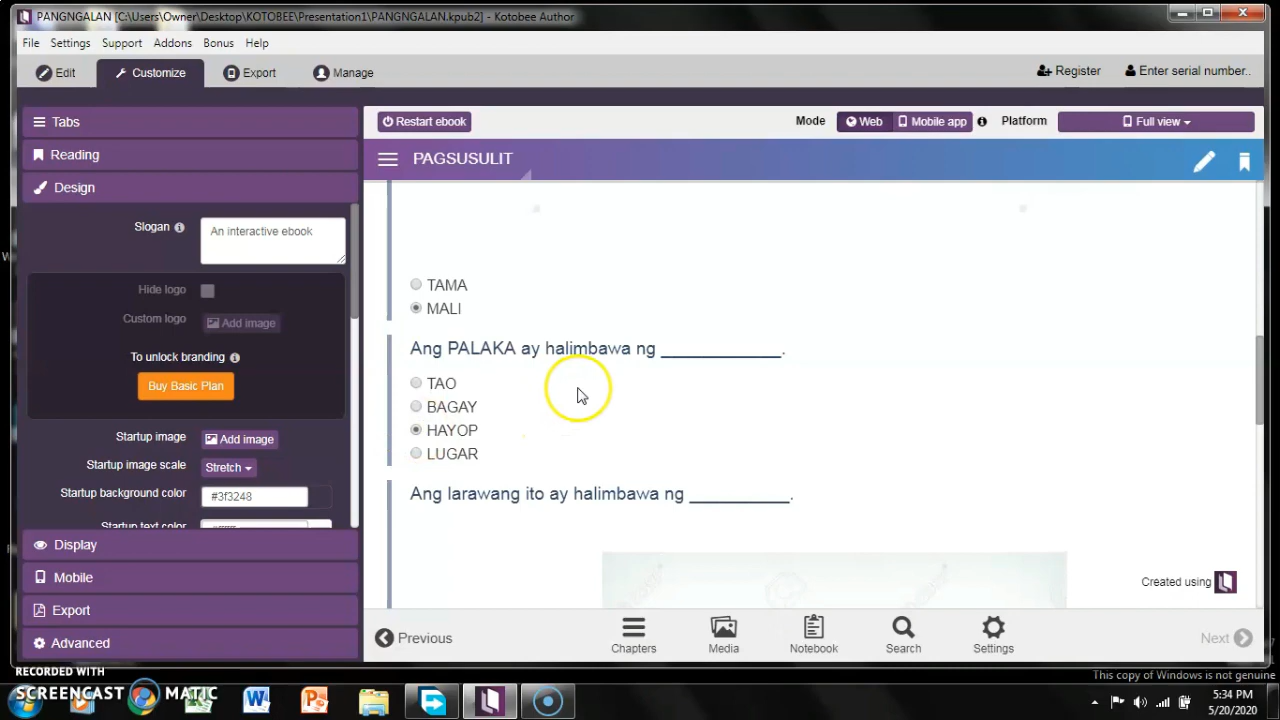 PANGNGALAN [C:\Users\Owner\Desktop\KOTOBEE\Presentation1\PANGNGALAN.kpub2] - Kotobee Author
File Settings Support Addons Bonus Help
Edit Customize Export Manage Register Enter serial number..
Tabs
Reading
Design
Slogan An interactive ebook
Hide logo
Custom logo Add image
To unlock branding
Buy Basic Plan
Startup image Add image
Startup image scale Stretch
Startup background color #3f3248
Startup text color
Display
Mobile
Export
Advanced
Restart ebook Mode Web Mobile app Platform Full view
PAGSUSULIT
TAMA
MALI
Ang PALAKA ay halimbawa ng ____________.
TAO
BAGAY
HAYOP
LUGAR
Ang larawang ito ay halimbawa ng __________.
Created using
Previous Chapters Media Notebook Search Settings Next
RECORDED WITH
SCREENCAST MATIC
This copy of Windows is not genuine
5:34 PM
5/20/2020